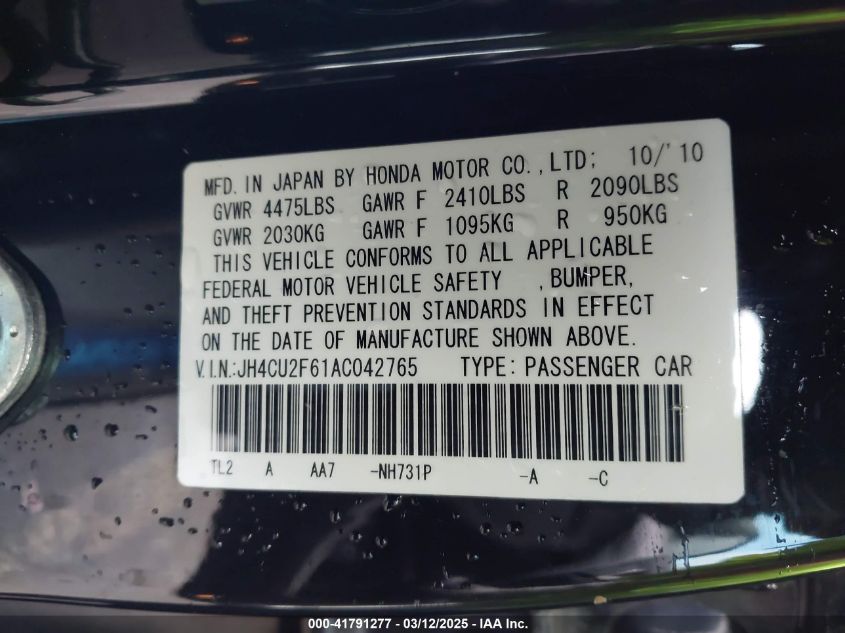 MFD. IN JAPAN BY HONDA MOTOR CO.,LTD; 10/'10
GVWR 4475LBS GAWR F 2410LBS R 2090LBS
GVWR 2030KG GAWR F 1095KG R 950KG
THIS VEHICLE CONFORMS TO ALL APPLICABLE
FEDERAL MOTOR VEHICLE SAFETY , BUMPER,
AND THEFT PREVENTION STANDARDS IN EFFECT
ON THE DATE OF MANUFACTURE SHOWN ABOVE.
V.I.N.:JH4CU2F61AC042765 TYPE: PASSENGER CAR
TL2 A AA7 -NH731P -A -C
000-41791277 - 03/12/2025 - IAA Inc.